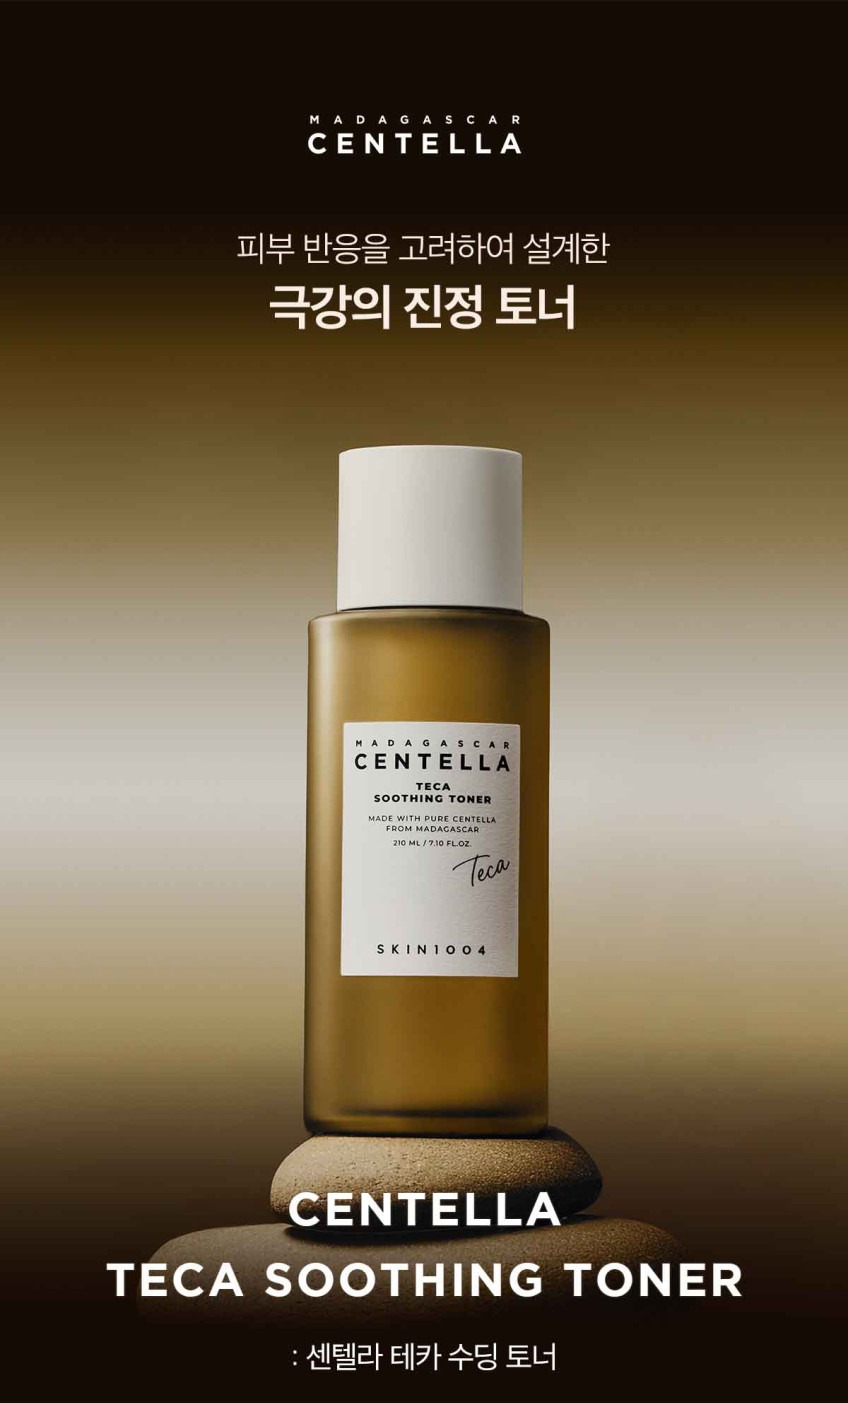 MADAGASCAR
CENTELLA
피부 반응을 고려하여 설계한
극강의 진정 토너
MADAGASCAR
CENTELLA
TECA
SOOTHING TONER
MADE WITH PURE CENTELLA
FROM MADAGASCAR
210 ML / 7.10 FL.OZ.
Teca
SKIN1004
CENTELLA
TECA SOOTHING TONER
: 센텔라 테카 수딩 토너